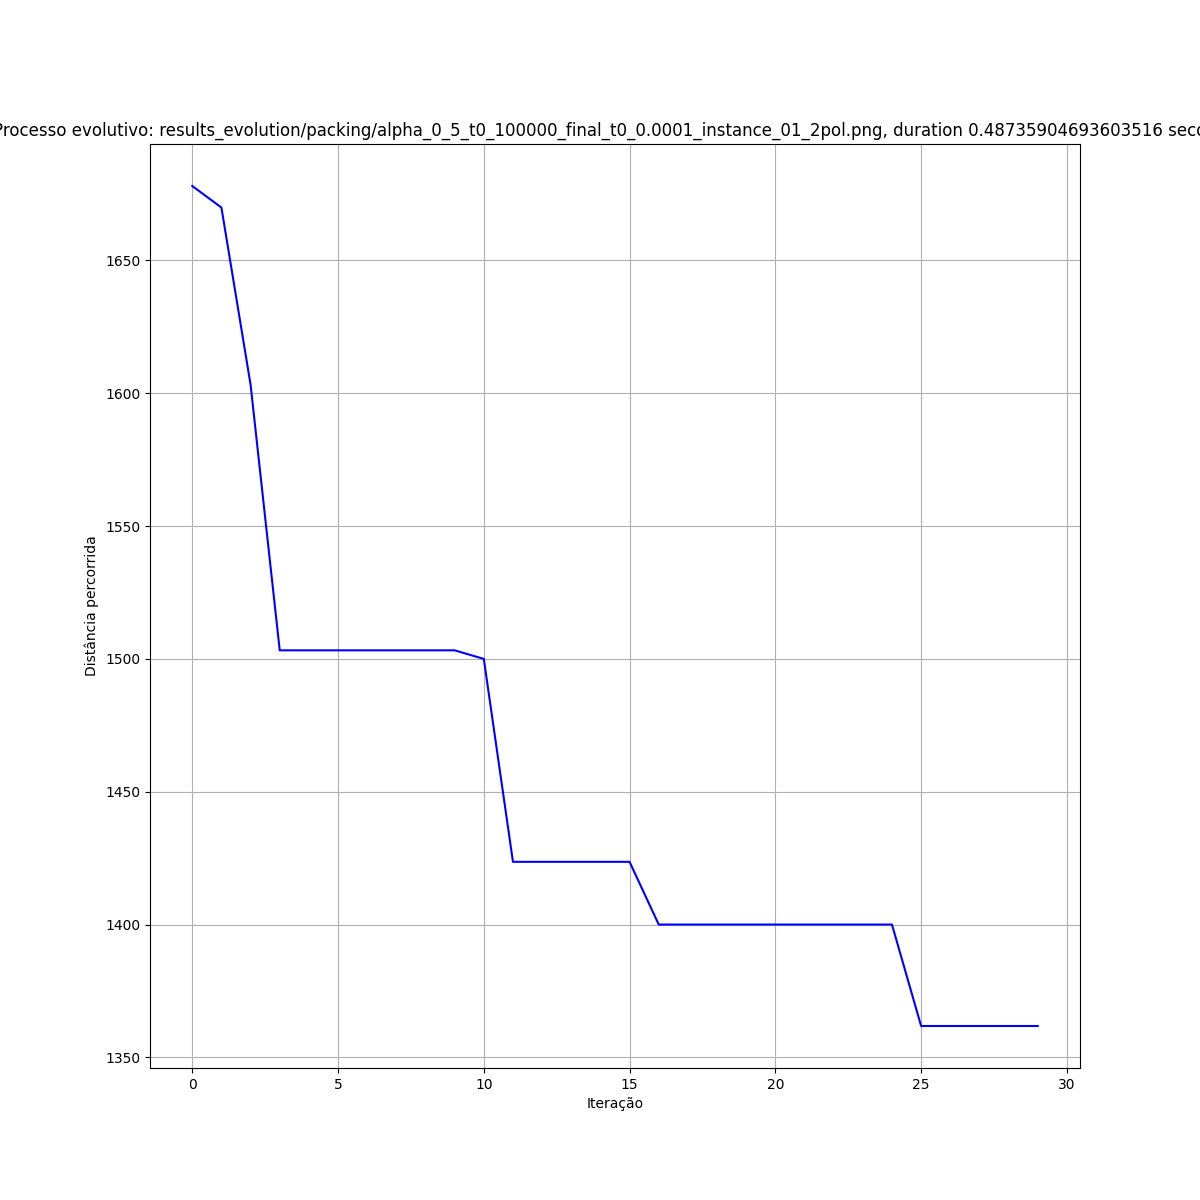 Processo evolutivo: results_evolution/packing/alpha_0_5_t0_100000_final_t0_0.0001_instance_01_2pol.png, duration 0.48735904693603516
1650
1600
1550
1500
1450
1400
1350
Distância percorrida
0 5 10 15 20 25 30
Iteração